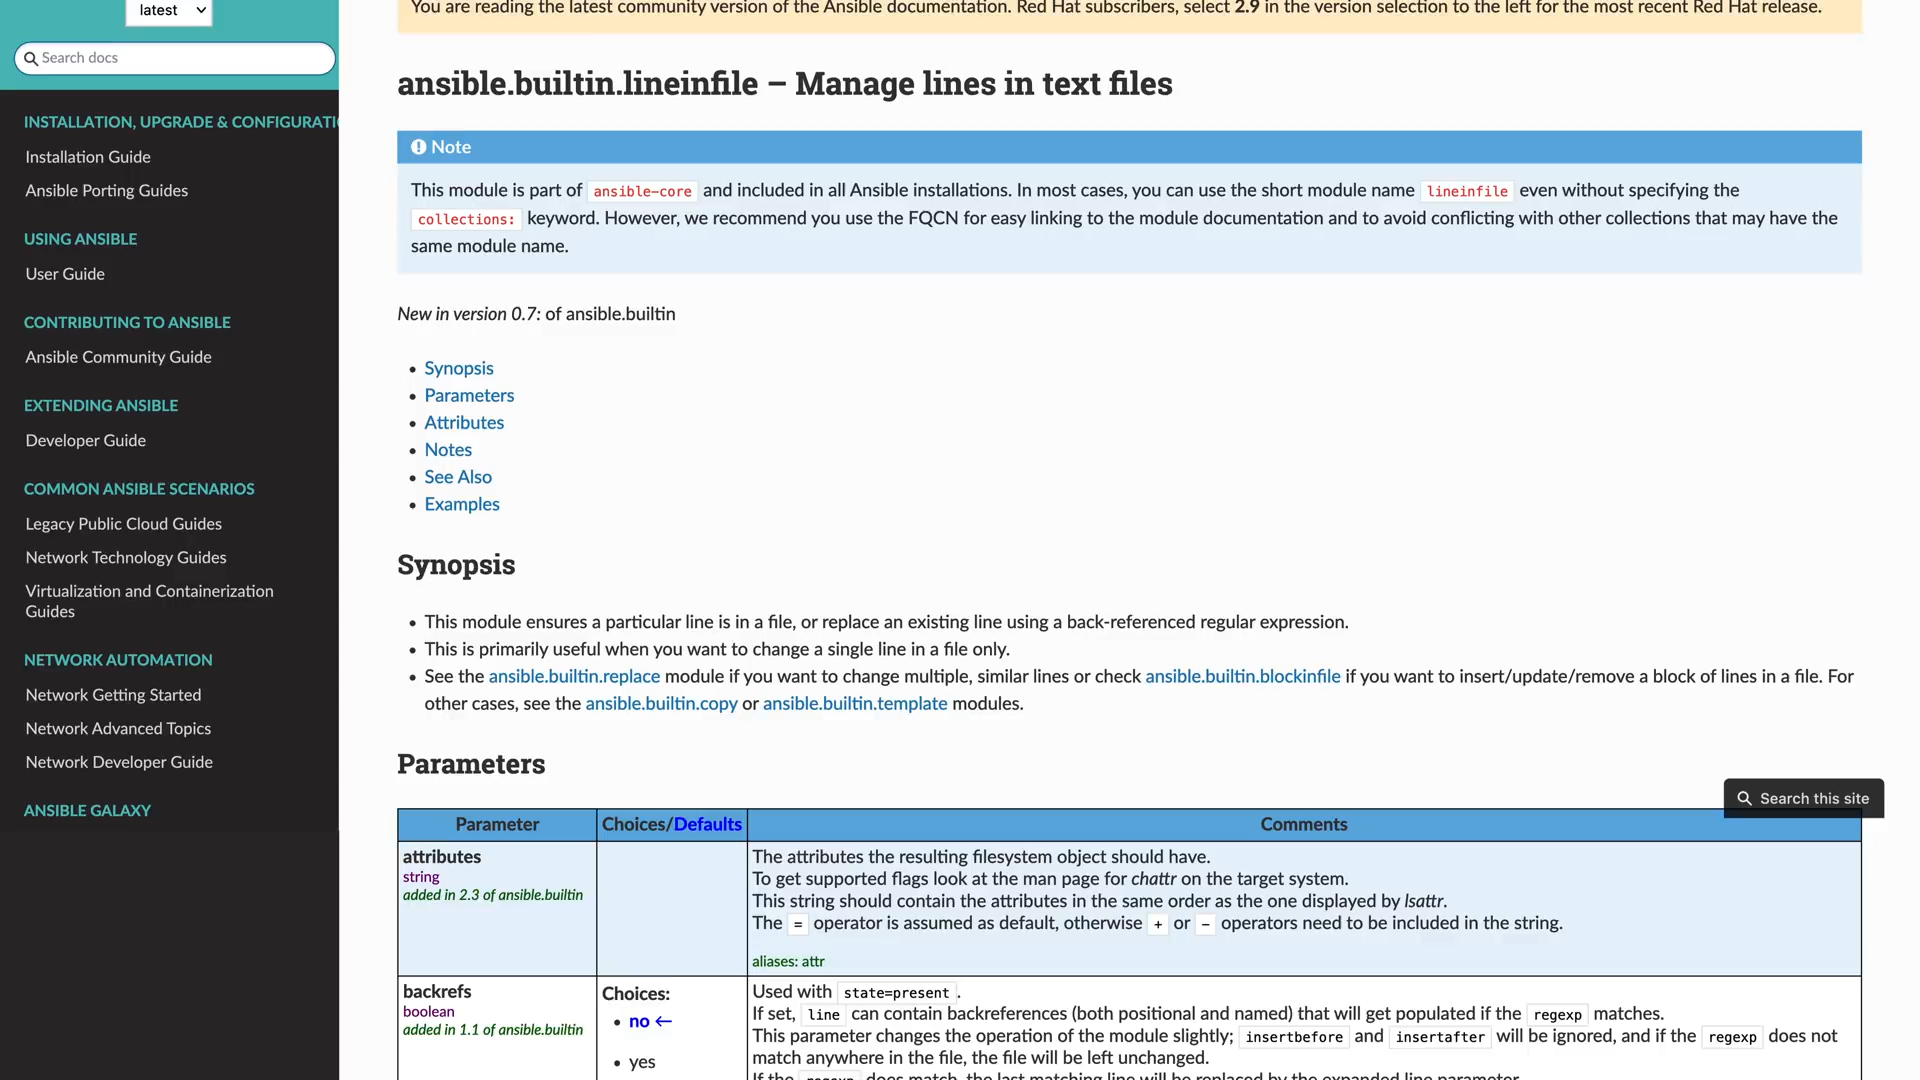 latest
Search docs
INSTALLATION, UPGRADE & CONFIGURATI
Installation Guide
Ansible Porting Guides
USING ANSIBLE
User Guide
CONTRIBUTING TO ANSIBLE
Ansible Community Guide
EXTENDING ANSIBLE
Developer Guide
COMMON ANSIBLE SCENARIOS
Legacy Public Cloud Guides
Network Technology Guides
Virtualization and Containerization
Guides
NETWORK AUTOMATION
Network Getting Started
Network Advanced Topics
Network Developer Guide
ANSIBLE GALAXY
You are reading the latest community version of the Ansible documentation. Red Hat subscribers, select 2.9 in the version selection to the left for the most recent Red Hat release.
ansible.builtin.lineinfile – Manage lines in text files
Note
This module is part of ansible-core and included in all Ansible installations. In most cases, you can use the short module name lineinfile even without specifying the
collections: keyword. However, we recommend you use the FQCN for easy linking to the module documentation and to avoid conflicting with other collections that may have the
same module name.
New in version 0.7: of ansible.builtin
• Synopsis
• Parameters
• Attributes
• Notes
• See Also
• Examples
Synopsis
• This module ensures a particular line is in a file, or replace an existing line using a back-referenced regular expression.
• This is primarily useful when you want to change a single line in a file only.
• See the ansible.builtin.replace module if you want to change multiple, similar lines or check ansible.builtin.blockinfile if you want to insert/update/remove a block of lines in a file. For
other cases, see the ansible.builtin.copy or ansible.builtin.template modules.
Parameters
Search this site
Parameter Choices/Defaults Comments
attributes
string
added in 2.3 of ansible.builtin
The attributes the resulting filesystem object should have.
To get supported flags look at the man page for chattr on the target system.
This string should contain the attributes in the same order as the one displayed by lsattr.
The = operator is assumed as default, otherwise + or - operators need to be included in the string.
aliases: attr
backrefs
boolean
added in 1.1 of ansible.builtin
Choices:
• no ←
• yes
Used with state=present.
If set, line can contain backreferences (both positional and named) that will get populated if the regexp matches.
This parameter changes the operation of the module slightly; insertbefore and insertafter will be ignored, and if the regexp does not
match anywhere in the file, the file will be left unchanged.
If the regexp does match, the last matching line will be replaced by the expanded line parameter.